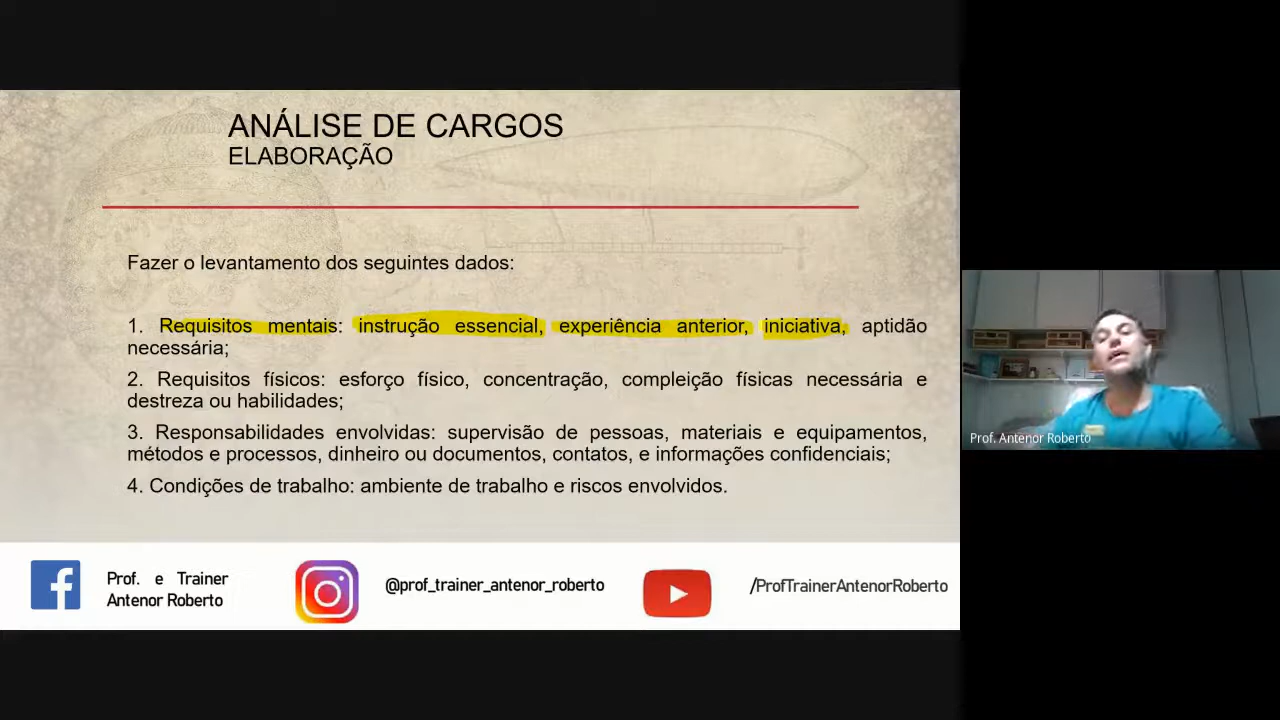 ANÁLISE DE CARGOS
ELABORAÇÃO
Fazer o levantamento dos seguintes dados:
1. Requisitos mentais: instrução essencial, experiência anterior, iniciativa, aptidão
necessária;
2. Requisitos físicos: esforço físico, concentração, compleição físicas necessária e
destreza ou habilidades;
3. Responsabilidades envolvidas: supervisão de pessoas, materiais e equipamentos,
métodos e processos, dinheiro ou documentos, contatos, e informações confidenciais;
4. Condições de trabalho: ambiente de trabalho e riscos envolvidos.
Prof. e Trainer
Antenor Roberto
@prof_trainer_antenor_roberto
/ProfTrainerAntenorRoberto
Prof. Antenor Roberto